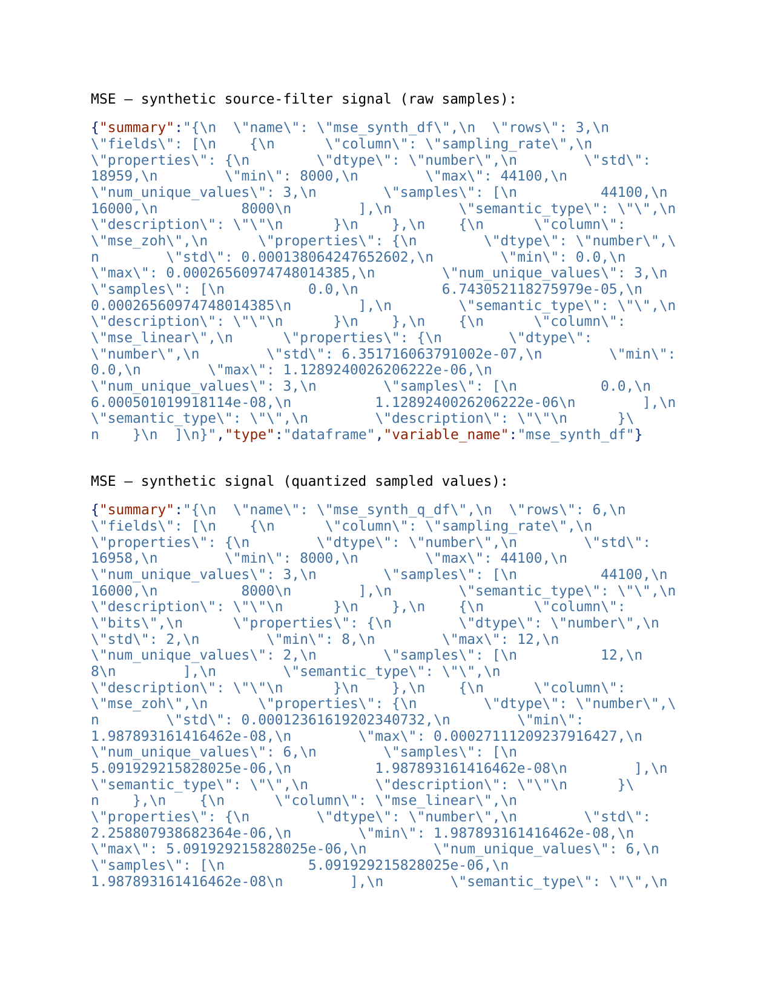 MSE — synthetic source-filter signal (raw samples):
{"summary":"{\n  \"name\": \"mse_synth_df\",\n  \"rows\": 3,\n
\"fields\": [\n    {\n      \"column\": \"sampling_rate\",\n
\"properties\": {\n        \"dtype\": \"number\",\n        \"std\":
18959,\n        \"min\": 8000,\n        \"max\": 44100,\n
\"num_unique_values\": 3,\n        \"samples\": [\n          44100,\n
16000,\n          8000\n        ],\n        \"semantic_type\": \"\",\n
\"description\": \"\"\n      }\n    },\n    {\n      \"column\":
\"mse_zoh\",\n      \"properties\": {\n        \"dtype\": \"number\",\
n        \"std\": 0.000138064247652602,\n        \"min\": 0.0,\n
\"max\": 0.00026560974748014385,\n        \"num_unique_values\": 3,\n
\"samples\": [\n          0.0,\n          6.743052118275979e-05,\n
0.00026560974748014385\n        ],\n        \"semantic_type\": \"\",\n
\"description\": \"\"\n      }\n    },\n    {\n      \"column\":
\"mse_linear\",\n      \"properties\": {\n        \"dtype\":
\"number\",\n        \"std\": 6.351716063791002e-07,\n        \"min\":
0.0,\n        \"max\": 1.1289240026206222e-06,\n
\"num_unique_values\": 3,\n        \"samples\": [\n          0.0,\n
6.000501019918114e-08,\n          1.1289240026206222e-06\n        ],\n
\"semantic_type\": \"\",\n        \"description\": \"\"\n      }\
n    }\n  ]\n}","type":"dataframe","variable_name":"mse_synth_df"}
MSE — synthetic signal (quantized sampled values):
{"summary":"{\n  \"name\": \"mse_synth_q_df\",\n  \"rows\": 6,\n
\"fields\": [\n    {\n      \"column\": \"sampling_rate\",\n
\"properties\": {\n        \"dtype\": \"number\",\n        \"std\":
16958,\n        \"min\": 8000,\n        \"max\": 44100,\n
\"num_unique_values\": 3,\n        \"samples\": [\n          44100,\n
16000,\n          8000\n        ],\n        \"semantic_type\": \"\",\n
\"description\": \"\"\n      }\n    },\n    {\n      \"column\":
\"bits\",\n      \"properties\": {\n        \"dtype\": \"number\",\n
\"std\": 2,\n        \"min\": 8,\n        \"max\": 12,\n
\"num_unique_values\": 2,\n        \"samples\": [\n          12,\n
8\n        ],\n        \"semantic_type\": \"\",\n
\"description\": \"\"\n      }\n    },\n    {\n      \"column\":
\"mse_zoh\",\n      \"properties\": {\n        \"dtype\": \"number\",\
n        \"std\": 0.00012361619202340732,\n        \"min\":
1.987893161416462e-08,\n        \"max\": 0.00027111209237916427,\n
\"num_unique_values\": 6,\n        \"samples\": [\n
5.091929215828025e-06,\n          1.987893161416462e-08\n        ],\n
\"semantic_type\": \"\",\n        \"description\": \"\"\n      }\
n    },\n    {\n      \"column\": \"mse_linear\",\n
\"properties\": {\n        \"dtype\": \"number\",\n        \"std\":
2.258807938682364e-06,\n        \"min\": 1.987893161416462e-08,\n
\"max\": 5.091929215828025e-06,\n        \"num_unique_values\": 6,\n
\"samples\": [\n          5.091929215828025e-06,\n
1.987893161416462e-08\n        ],\n        \"semantic_type\": \"\",\n